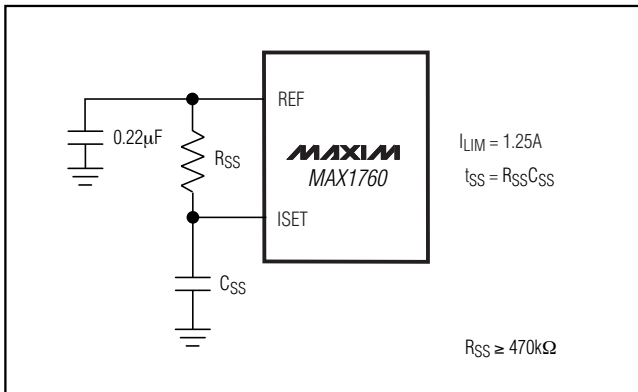 REF
0.22μF
RSS
MAXIM
MAX1760
ILIM = 1.25A
tSS = RSSCSS
ISET
CSS
RSS ≥ 470kΩ